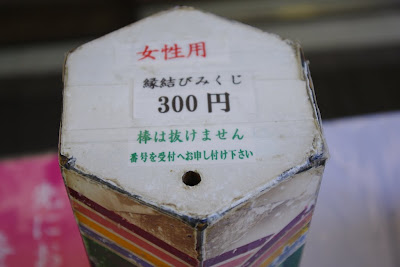 女性用
縁結びみくじ
300円
棒は抜けません
番号を受付へお申し付け下さい